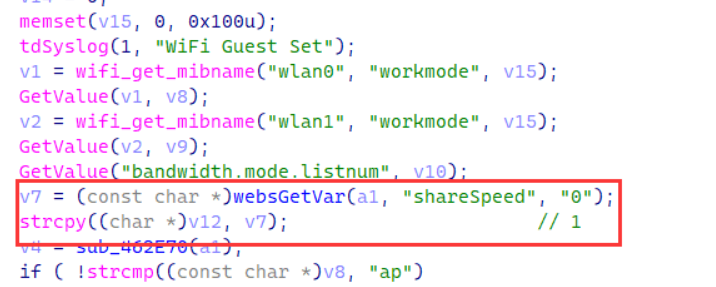 memset(v15, 0, 0x100u);
tdSyslog(1, "WiFi Guest Set");
v1 = wifi_get_mibname("wlan0", "workmode", v15);
GetValue(v1, v8);
v2 = wifi_get_mibname("wlan1", "workmode", v15);
GetValue(v2, v9);
GetValue("bandwidth.mode.listnum", v10);
v7 = (const char *)websGetVar(a1, "shareSpeed", "0");
strcpy((char *)v12, v7); // 1
v4 = sub_462E70(a1);
if ( !strcmp((const char *)v8, "ap")